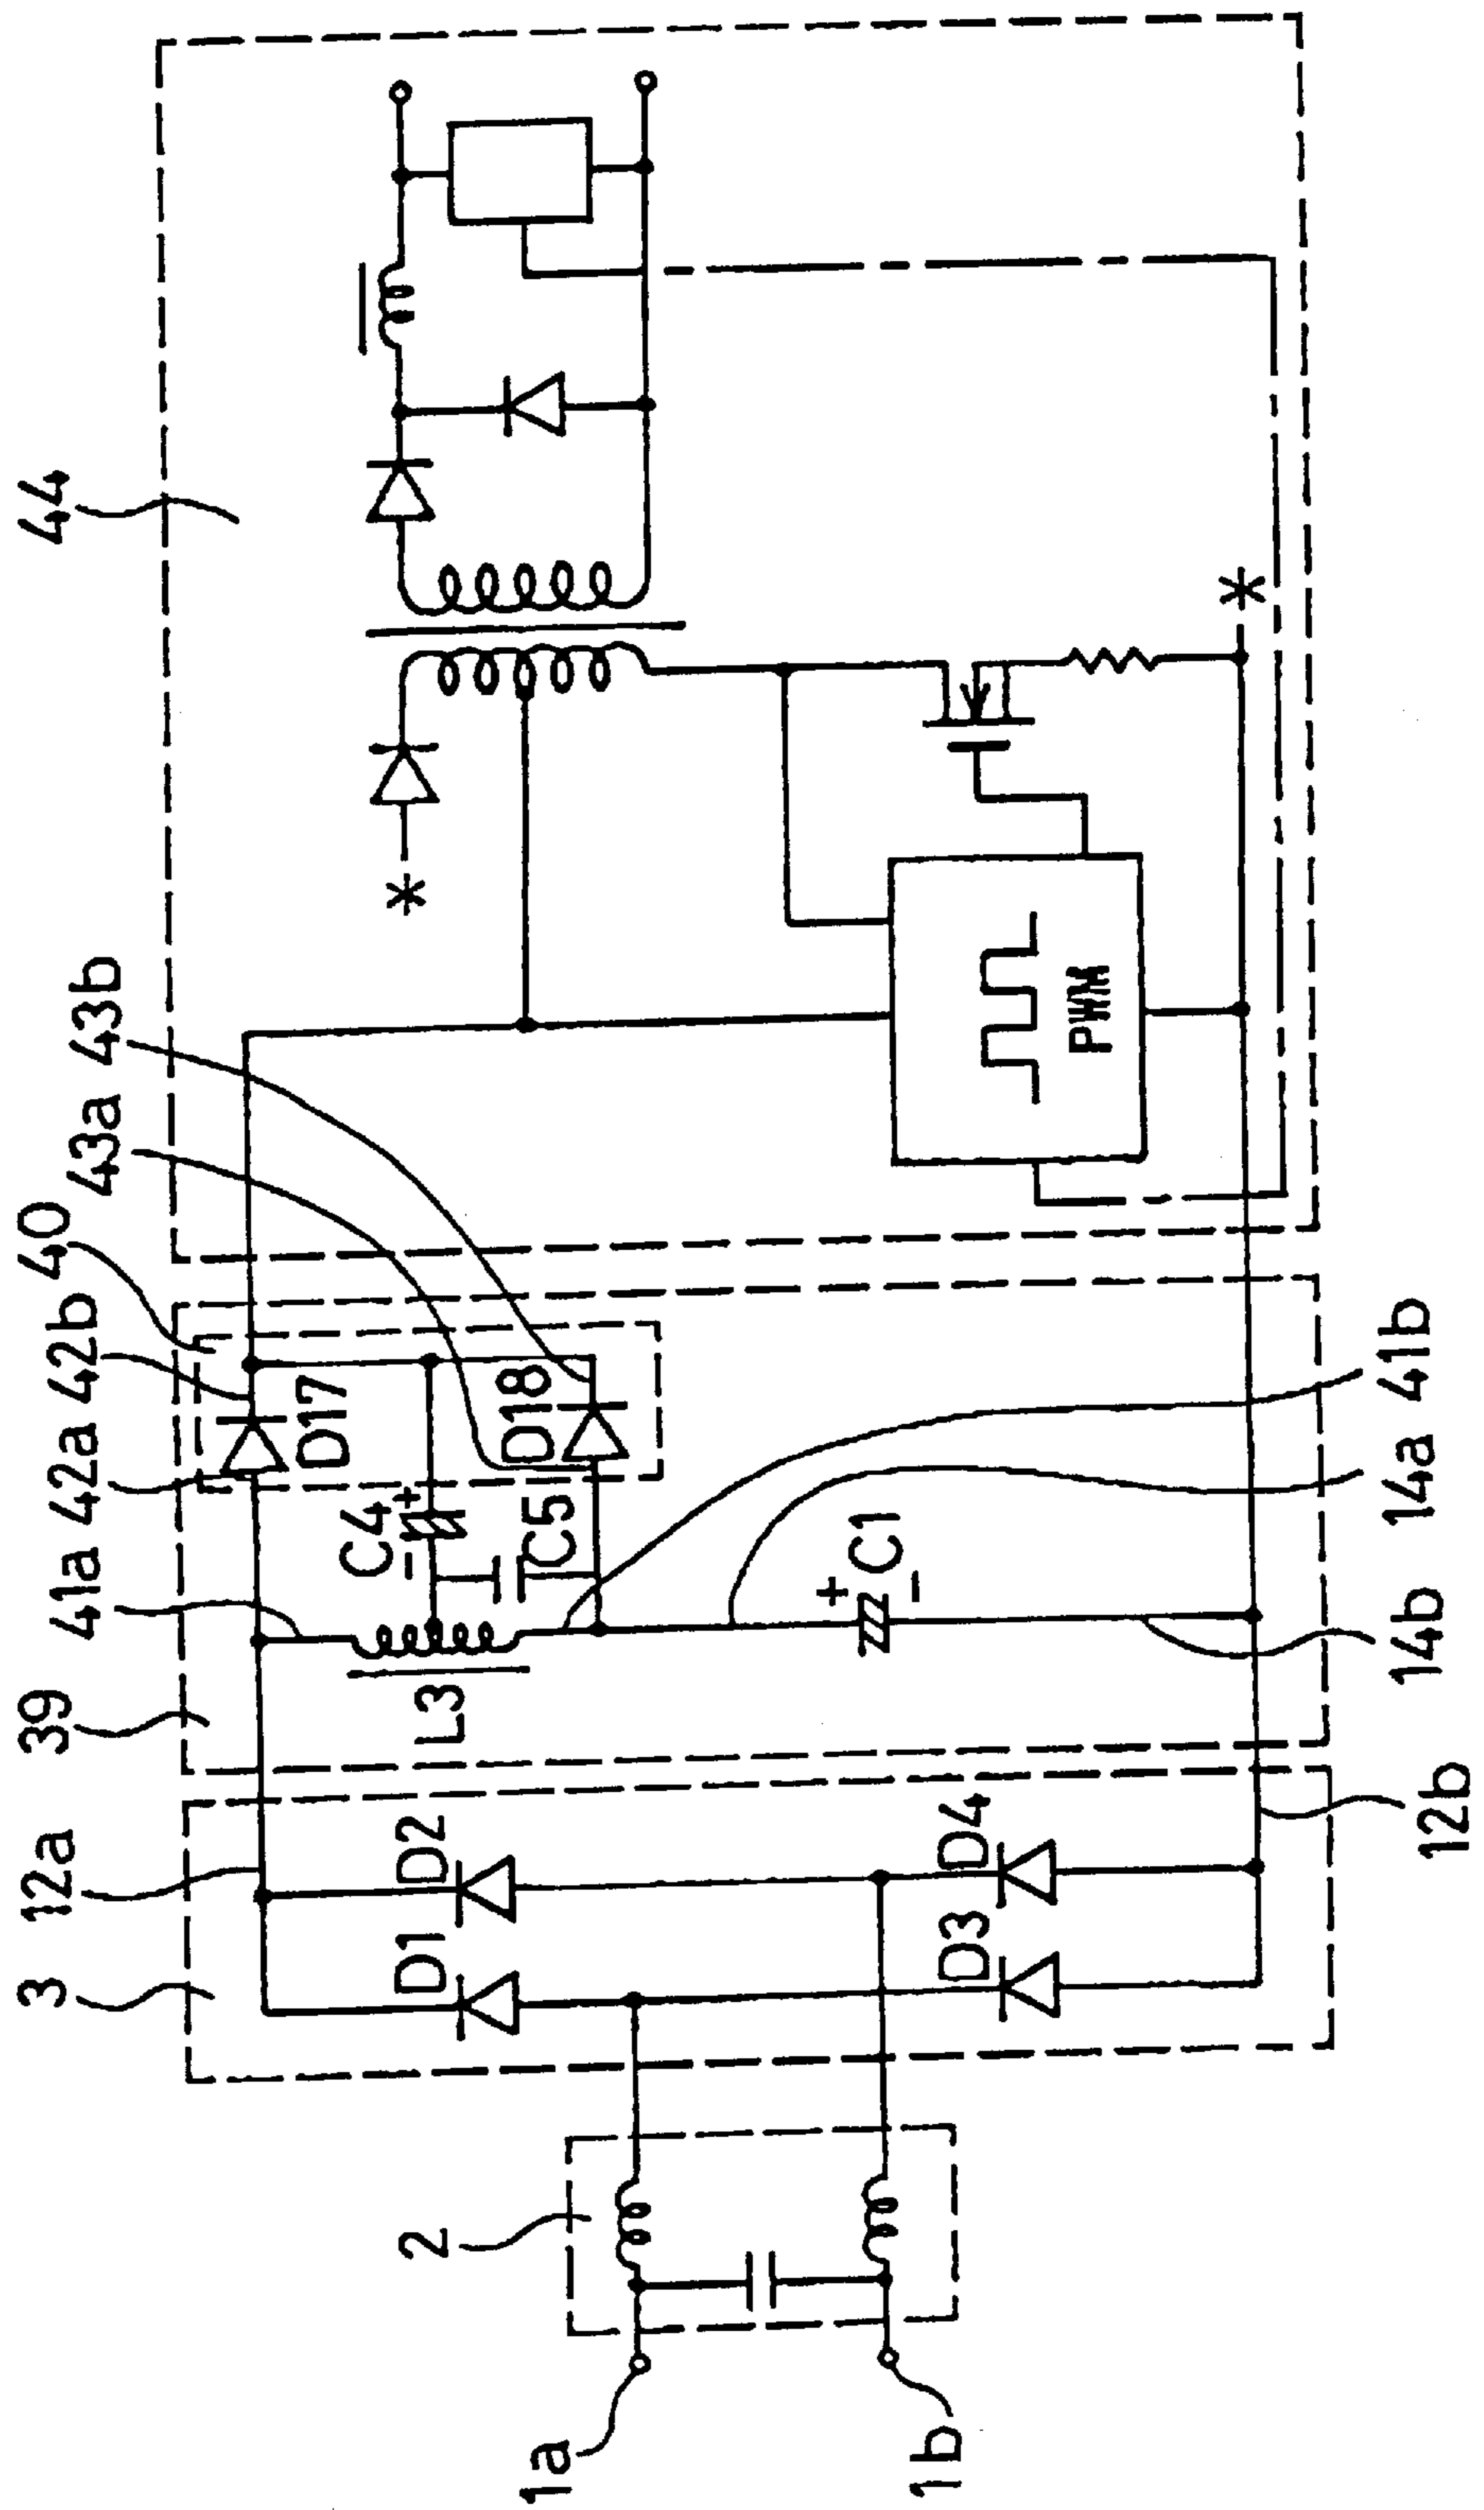 3
12a
39
41a
42a
42b
40
43a
43b
44
D1
D2
L3
C4
-
+
D17
*
2
C5
D18
1a
D3
D4
+
C1
-
PWM
*
1b
12b
14b
14a
41b